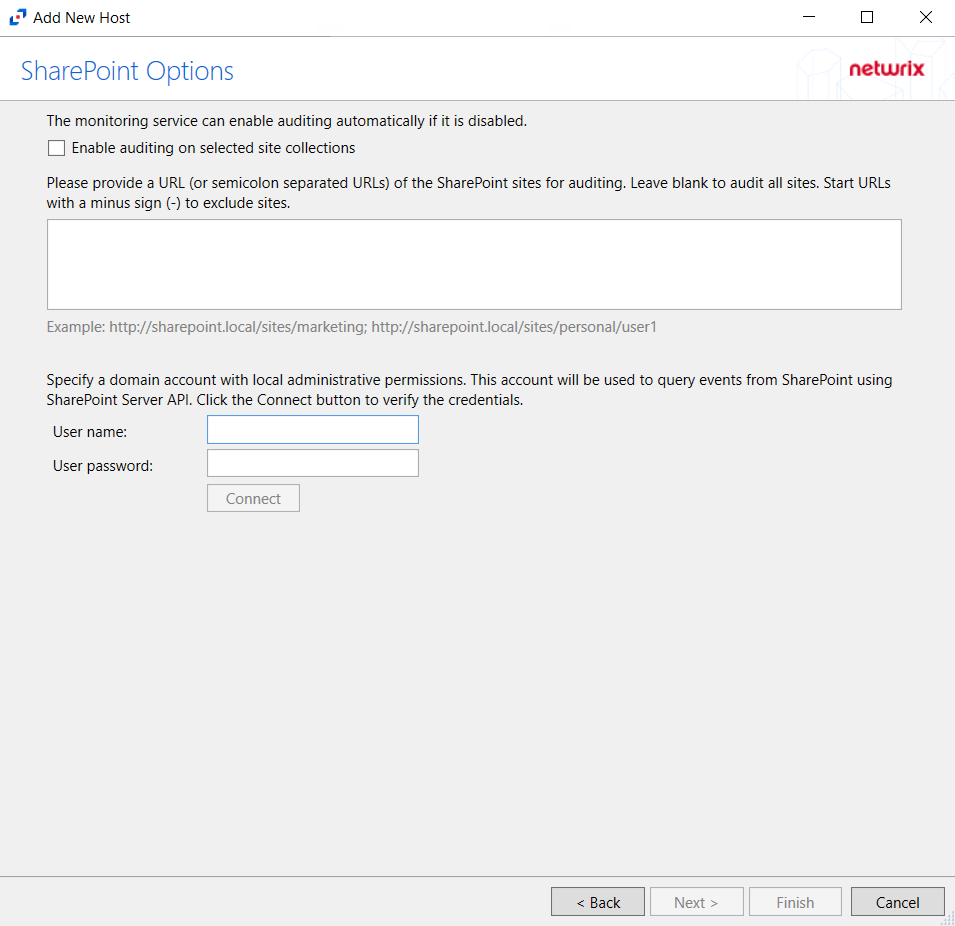 Add New Host
SharePoint Options
netwrix
The monitoring service can enable auditing automatically if it is disabled.
Enable auditing on selected site collections
Please provide a URL (or semicolon separated URLs) of the SharePoint sites for auditing. Leave blank to audit all sites. Start URLs
with a minus sign (-) to exclude sites.
Example: http://sharepoint.local/sites/marketing; http://sharepoint.local/sites/personal/user1
Specify a domain account with local administrative permissions. This account will be used to query events from SharePoint using
SharePoint Server API. Click the Connect button to verify the credentials.
User name:
User password:
Connect
< Back
Next >
Finish
Cancel